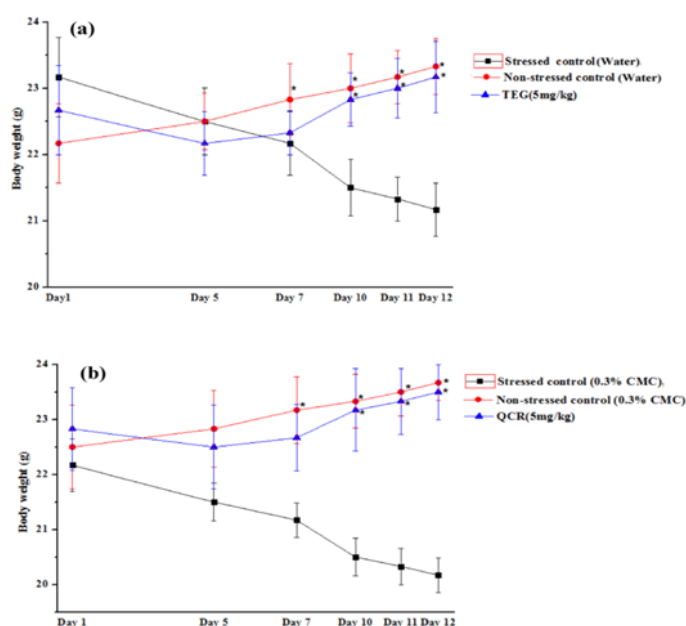 (a)
Stressed control (Water)
Non-stressed control (Water)
TEG(5mg/kg)
Body weight (g)
24
23
22
21
20
* * * *
* * *
Day1 Day 5 Day 7 Day 10 Day 11 Day 12
(b)
Stressed control (0.3% CMC).
Non-stressed control (0.3% CMC)
QCR(5mg/kg)
Body weight (g)
24
23
22
21
20
* * * *
* * *
Day 1 Day 5 Day 7 Day 10 Day 11 Day 12